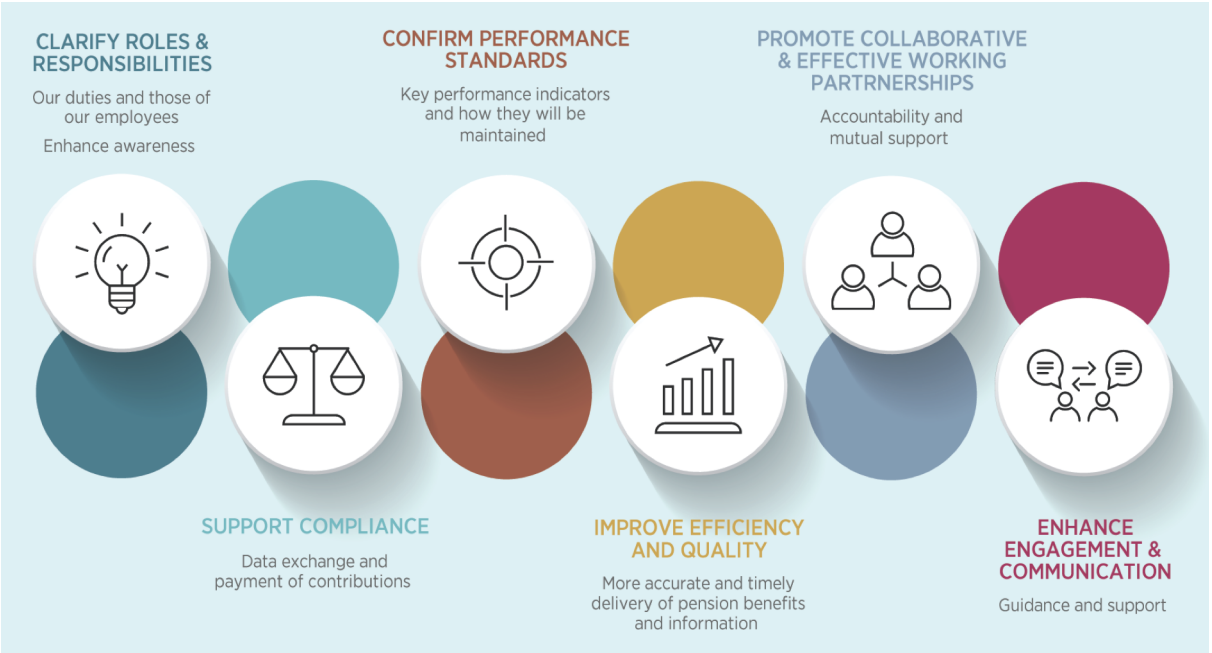 CLARIFY ROLES &
RESPONSIBILITIES
Our duties and those of
our employees
Enhance awareness
SUPPORT COMPLIANCE
Data exchange and
payment of contributions
CONFIRM PERFORMANCE
STANDARDS
Key performance indicators
and how they will be
maintained
IMPROVE EFFICIENCY
AND QUALITY
More accurate and timely
delivery of pension benefits
and information
PROMOTE COLLABORATIVE
& EFFECTIVE WORKING
PARTRNERSHIPS
Accountability and
mutual support
ENHANCE
ENGAGEMENT &
COMMUNICATION
Guidance and support